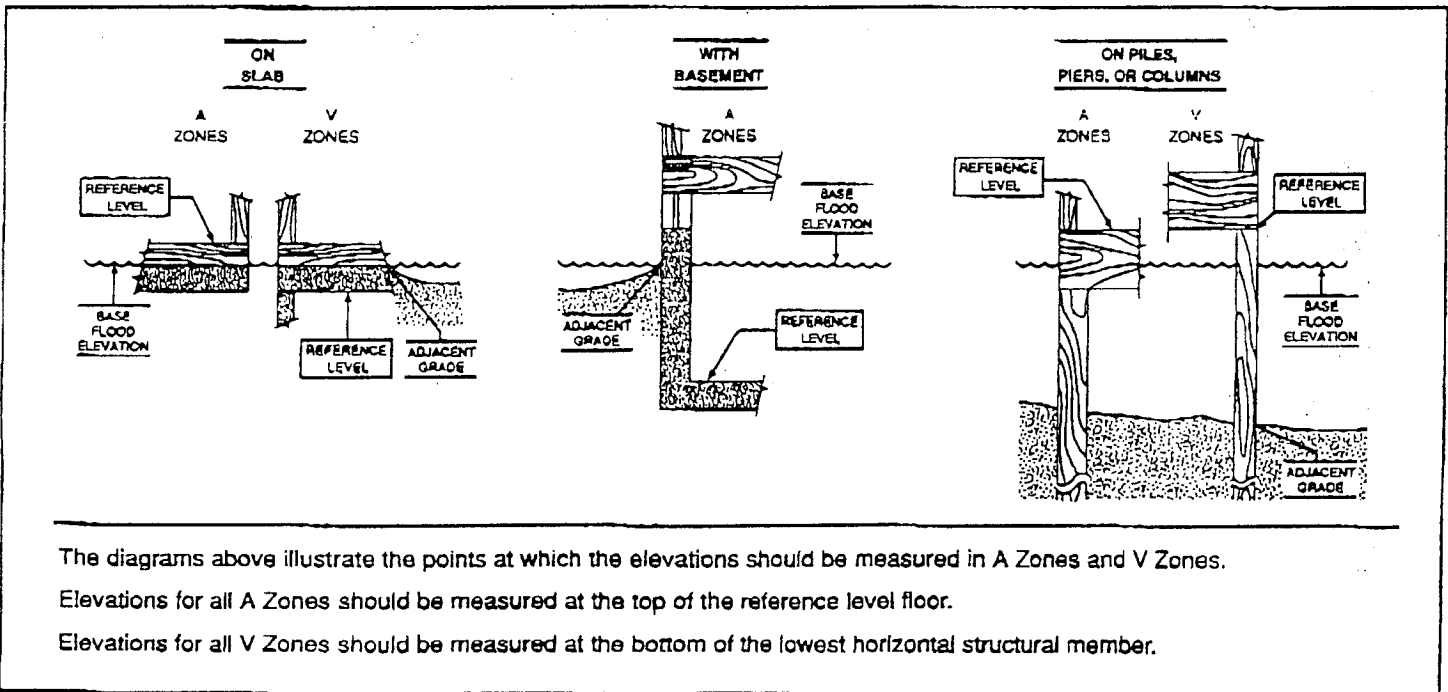 ON
SLAB
A
ZONES
V
ZONES
REFERENCE
LEVEL
BASE
FLOOD
ELEVATION
REFERENCE
LEVEL
ADJACENT
GRADE
WITH
BASEMENT
A
ZONES
BASE
FLOOD
ELEVATION
ADJACENT
GRADE
REFERENCE
LEVEL
ON PILES,
PIERS, OR COLUMNS
A
ZONES
V
ZONES
REFERENCE
LEVEL
REFERENCE
LEVEL
BASE
FLOOD
ELEVATION
ADJACENT
GRADE
The diagrams above illustrate the points at which the elevations should be measured in A Zones and V Zones.
Elevations for all A Zones should be measured at the top of the reference level floor.
Elevations for all V Zones should be measured at the bottom of the lowest horizontal structural member.